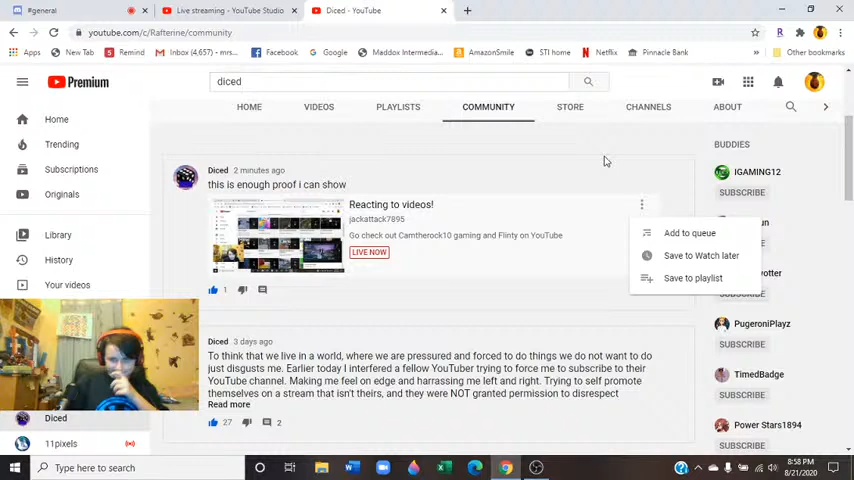 #general
Live streaming - YouTube Studio
Diced - YouTube
youtube.com/c/Rafterine/community
Apps New Tab Remind Inbox (4,657) - mrs... Facebook Google Maddox Intermedia... AmazonSmile STI home Netflix Pinnacle Bank Other bookmarks
Premium
diced
HOME VIDEOS PLAYLISTS COMMUNITY STORE CHANNELS ABOUT
Home
Trending
Subscriptions
Originals
Library
History
Your videos
Diced
11pixels
Diced 2 minutes ago
this is enough proof i can show
Reacting to videos!
jackattack7895
Go check out Camtherock10 gaming and Flinty on YouTube
LIVE NOW
1
Add to queue
Save to Watch later
Save to playlist
Diced 3 days ago
To think that we live in a world, where we are pressured and forced to do things we do not want to do
just disgusts me. Earlier today I interfered a fellow YouTuber trying to force me to subscribe to their
YouTube channel. Making me feel on edge and harrassing me left and right. Trying to self promote
themselves on a stream that isn't theirs, and they were NOT granted permission to disrespect
Read more
27 2
BUDDIES
IGAMING12
SUBSCRIBE
SUBSCRIBE
PugeroniPlayz
SUBSCRIBE
TimedBadge
SUBSCRIBE
Power Stars1894
SUBSCRIBE
Type here to search
8:58 PM
8/21/2020